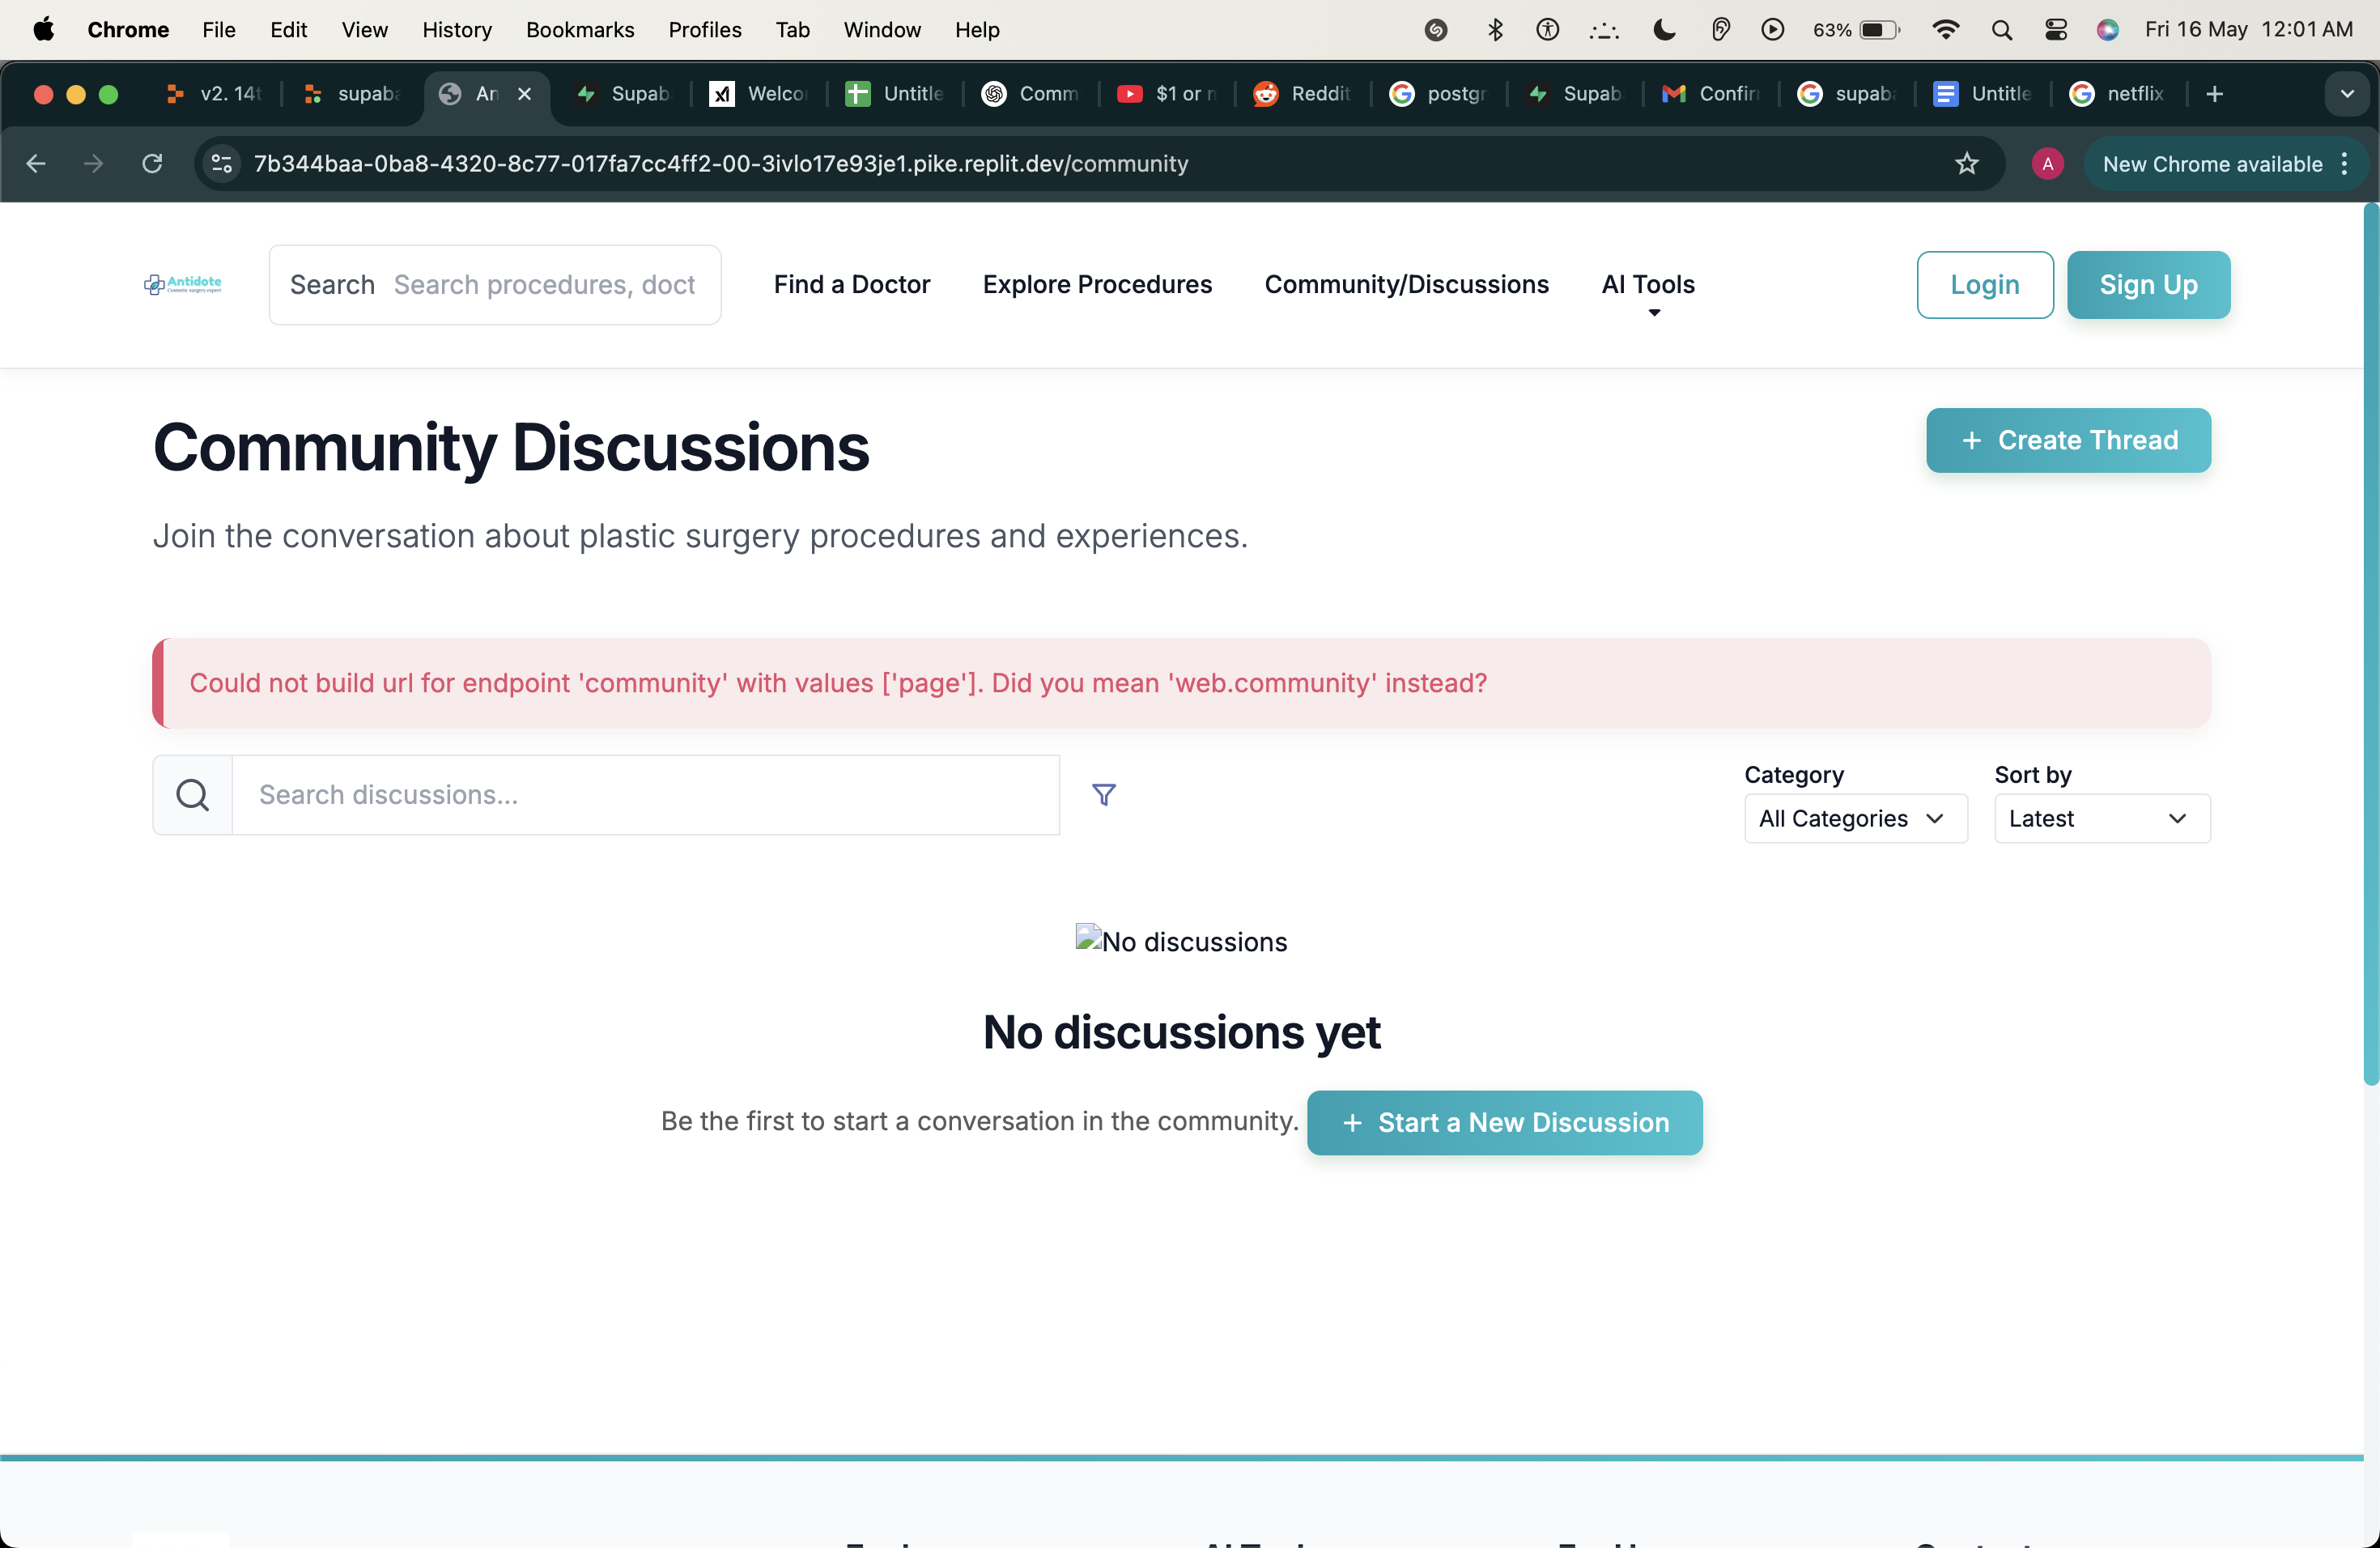 Chrome File Edit View History Bookmarks Profiles Tab Window Help 63% Fri 16 May 12:01 AM
v2. 14t supaba An Supab Welcor Untitle Comm $1 or n Reddit postgr Supab Confir supaba Untitle netflix
7b344baa-0ba8-4320-8c77-017fa7cc4ff2-00-3ivlo17e93je1.pike.replit.dev/community A New Chrome available
Antidote
Cosmetic surgery expert
Search Search procedures, doct Find a Doctor Explore Procedures Community/Discussions AI Tools Login Sign Up
Community Discussions
+ Create Thread
Join the conversation about plastic surgery procedures and experiences.
Could not build url for endpoint 'community' with values ['page']. Did you mean 'web.community' instead?
Search discussions...
Category Sort by
All Categories Latest
No discussions
No discussions yet
Be the first to start a conversation in the community. + Start a New Discussion